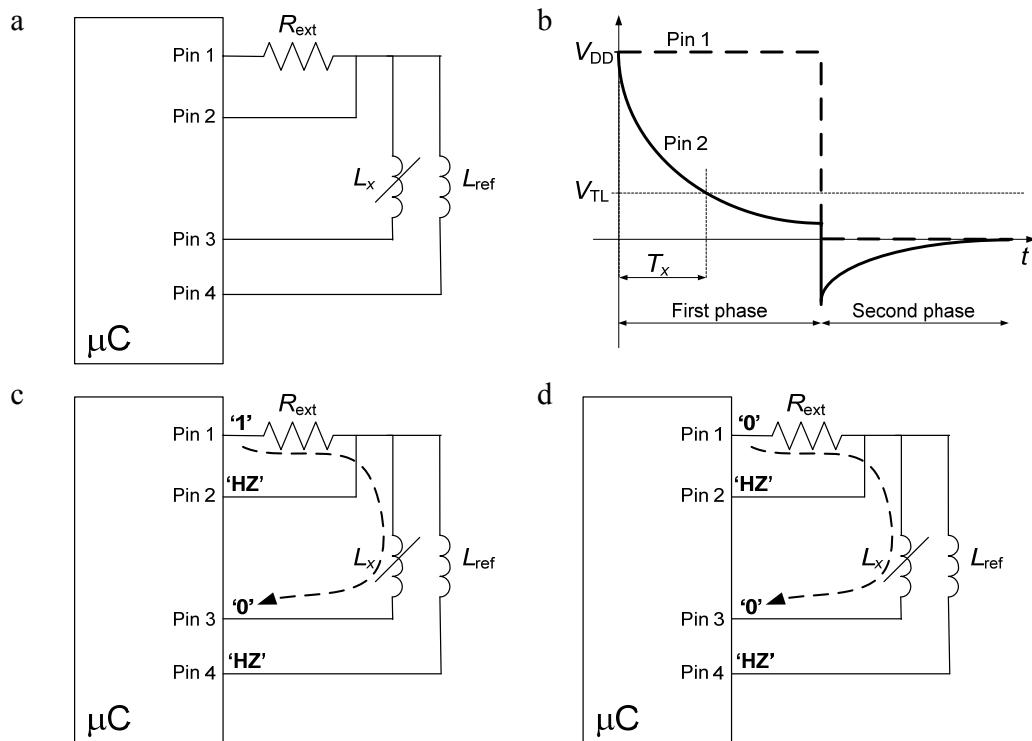 a
R_ext
Pin 1
Pin 2
L_x
L_ref
Pin 3
Pin 4
μC
b
V_DD
Pin 1
Pin 2
V_TL
T_x
t
First phase
Second phase
c
'1'
R_ext
Pin 1
'HZ'
Pin 2
L_x
L_ref
'0'
Pin 3
'HZ'
Pin 4
μC
d
'0'
R_ext
Pin 1
'HZ'
Pin 2
L_x
L_ref
'0'
Pin 3
'HZ'
Pin 4
μC